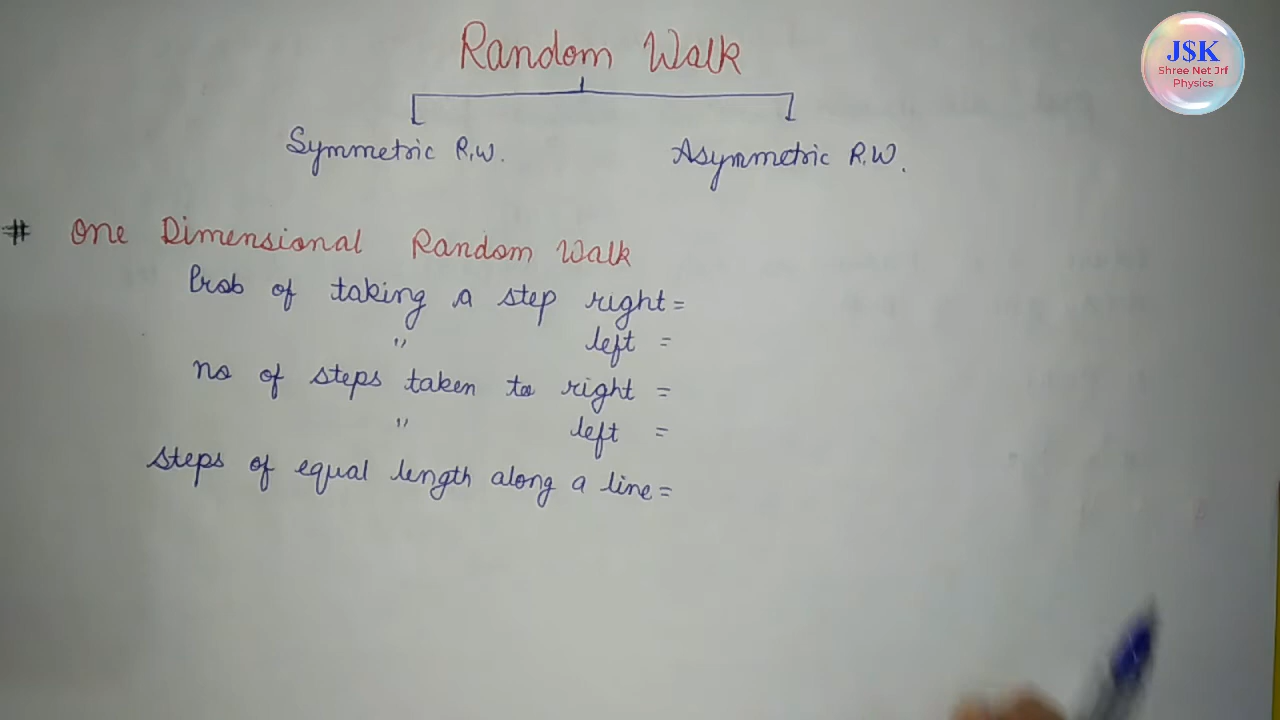 Random Walk
J$K
Shree Net Jrf
Physics
Symmetric R.W.
Asymmetric R.W.
# One Dimensional Random Walk
Prob of taking a step right =
" left =
no of steps taken to right =
" left =
Steps of equal length along a line =